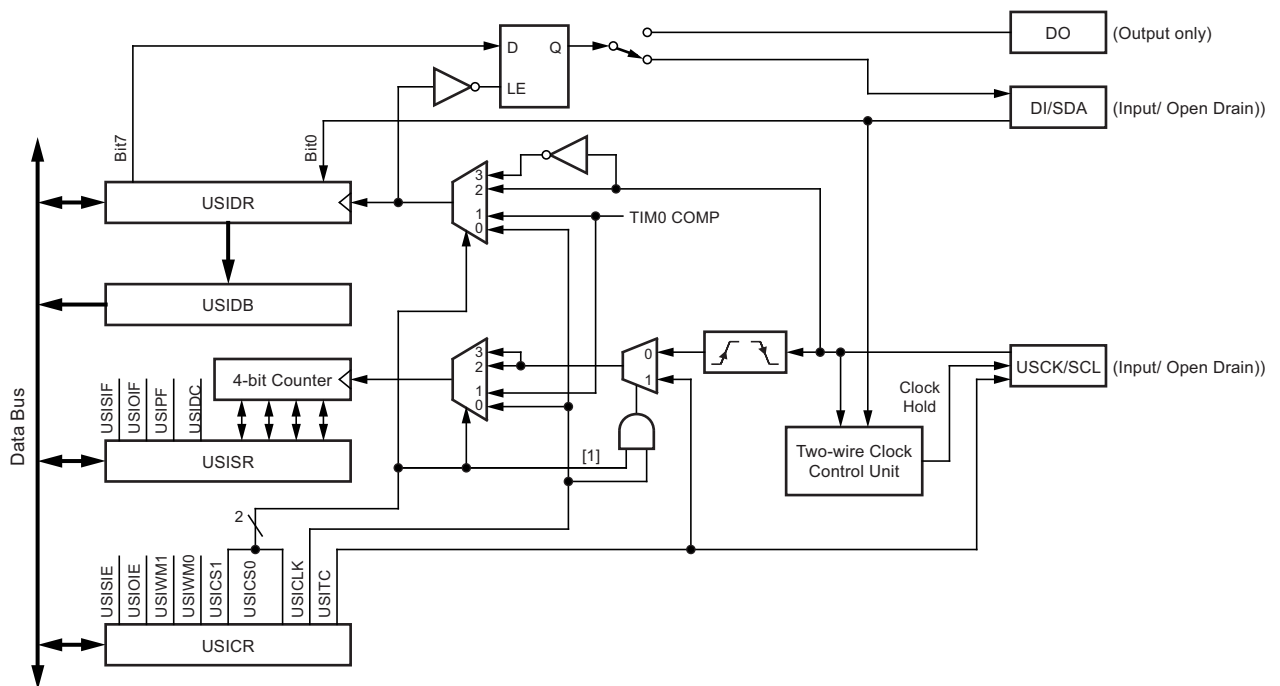 DO
(Output only)
D
Q
LE
DI/SDA
(Input/ Open Drain))
Bit7
Bit0
3
2
1
0
TIM0 COMP
USIDR
USIDB
3
2
1
0
0
1
USCK/SCL
(Input/ Open Drain))
4-bit Counter
Clock
Hold
USISIF
USIOIF
USIPF
USIDC
Data Bus
[1]
Two-wire Clock
Control Unit
USISR
2
USISIE
USIOIE
USIWM1
USIWM0
USICS1
USICS0
USICLK
USITC
USICR